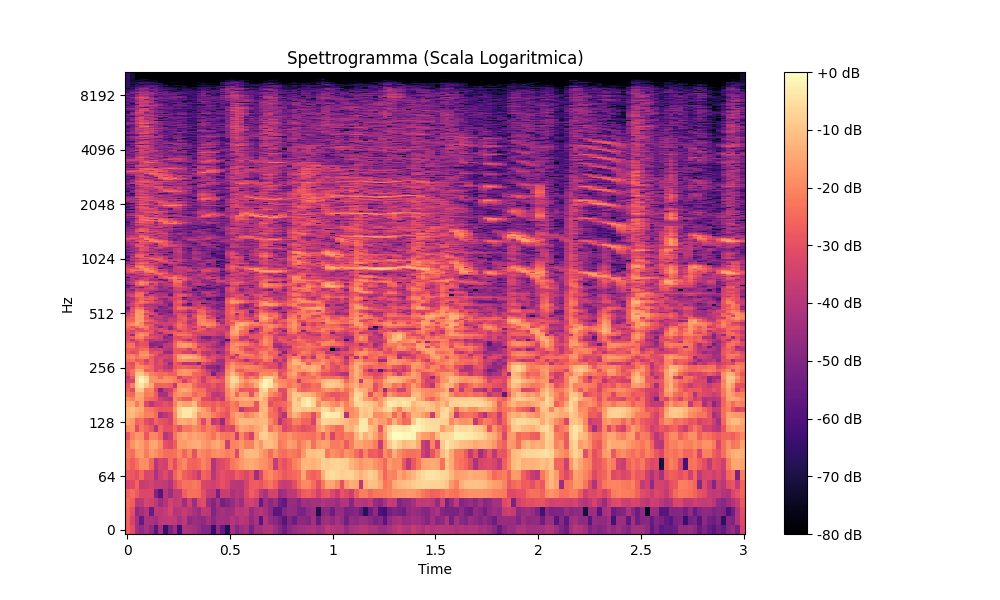 Spettrogramma (Scala Logaritmica)
Hz
8192
4096
2048
1024
512
256
128
64
0
0 0.5 1 1.5 2 2.5 3
Time
+0 dB
-10 dB
-20 dB
-30 dB
-40 dB
-50 dB
-60 dB
-70 dB
-80 dB